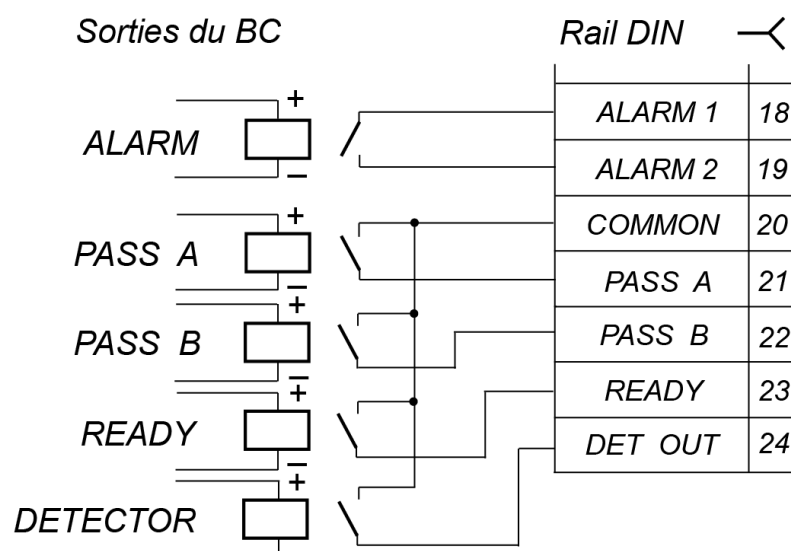 Sorties du BC
Rail DIN
ALARM
+
−
PASS A
+
−
PASS B
+
−
READY
+
−
DETECTOR
+
ALARM 1 18
ALARM 2 19
COMMON 20
PASS A 21
PASS B 22
READY 23
DET OUT 24